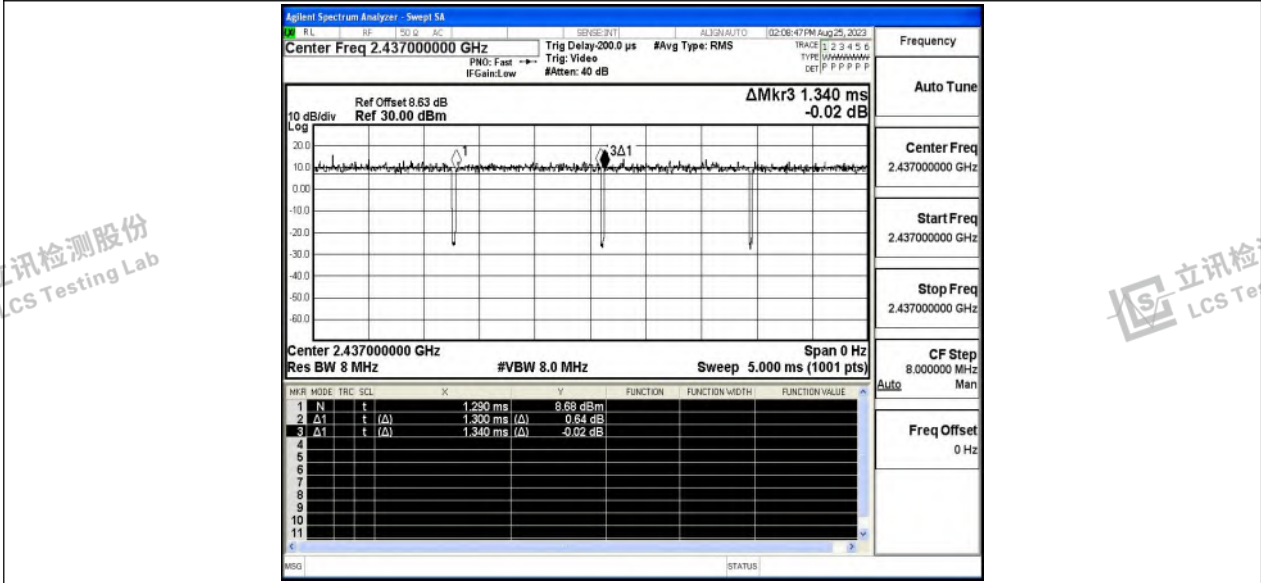 Agilent Spectrum Analyzer - Swept SA
RL RF 50 Ω AC SENSE:INT ALIGNAUTO 02:08:47 PM Aug 25, 2023
Center Freq 2.437000000 GHz
PNO: Fast
IFGain:Low
Trig Delay-200.0 µs
Trig: Video
#Atten: 40 dB
#Avg Type: RMS
TRACE 1 2 3 4 5 6
TYPE
DET P P P P P P
Ref Offset 8.63 dB
Ref 30.00 dBm
10 dB/div
Log
ΔMkr3 1.340 ms
-0.02 dB
20.0
10.0
0.00
-10.0
-20.0
-30.0
-40.0
-50.0
-60.0
1
3Δ1
Center 2.437000000 GHz Span 0 Hz
Res BW 8 MHz #VBW 8.0 MHz Sweep 5.000 ms (1001 pts)
MKR MODE TRC SCL X Y FUNCTION FUNCTION WIDTH FUNCTION VALUE
1 N t 1.290 ms 8.68 dBm
2 Δ1 t (Δ) 1.300 ms (Δ) 0.64 dB
3 Δ1 t (Δ) 1.340 ms (Δ) -0.02 dB
4
5
6
7
8
9
10
11
MSG STATUS
Frequency
Auto Tune
Center Freq
2.437000000 GHz
Start Freq
2.437000000 GHz
Stop Freq
2.437000000 GHz
CF Step
8.000000 MHz
Auto Man
Freq Offset
0 Hz
讯检测股份
LCS Testing Lab
立讯检
LCS Te